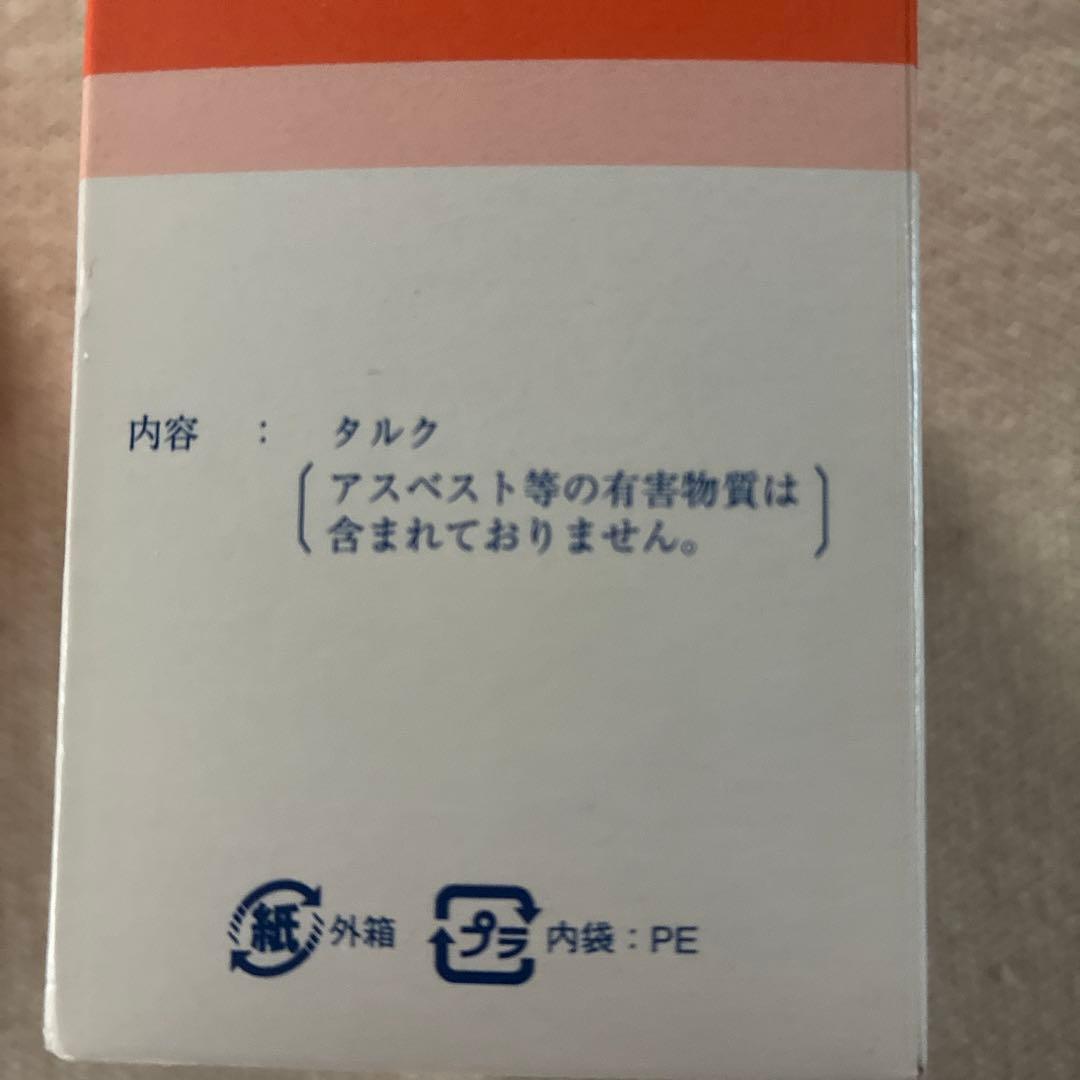 内容　：　タルク
アスベスト等の有害物質は
含まれておりません。
紙 外箱 プラ 内袋：PE